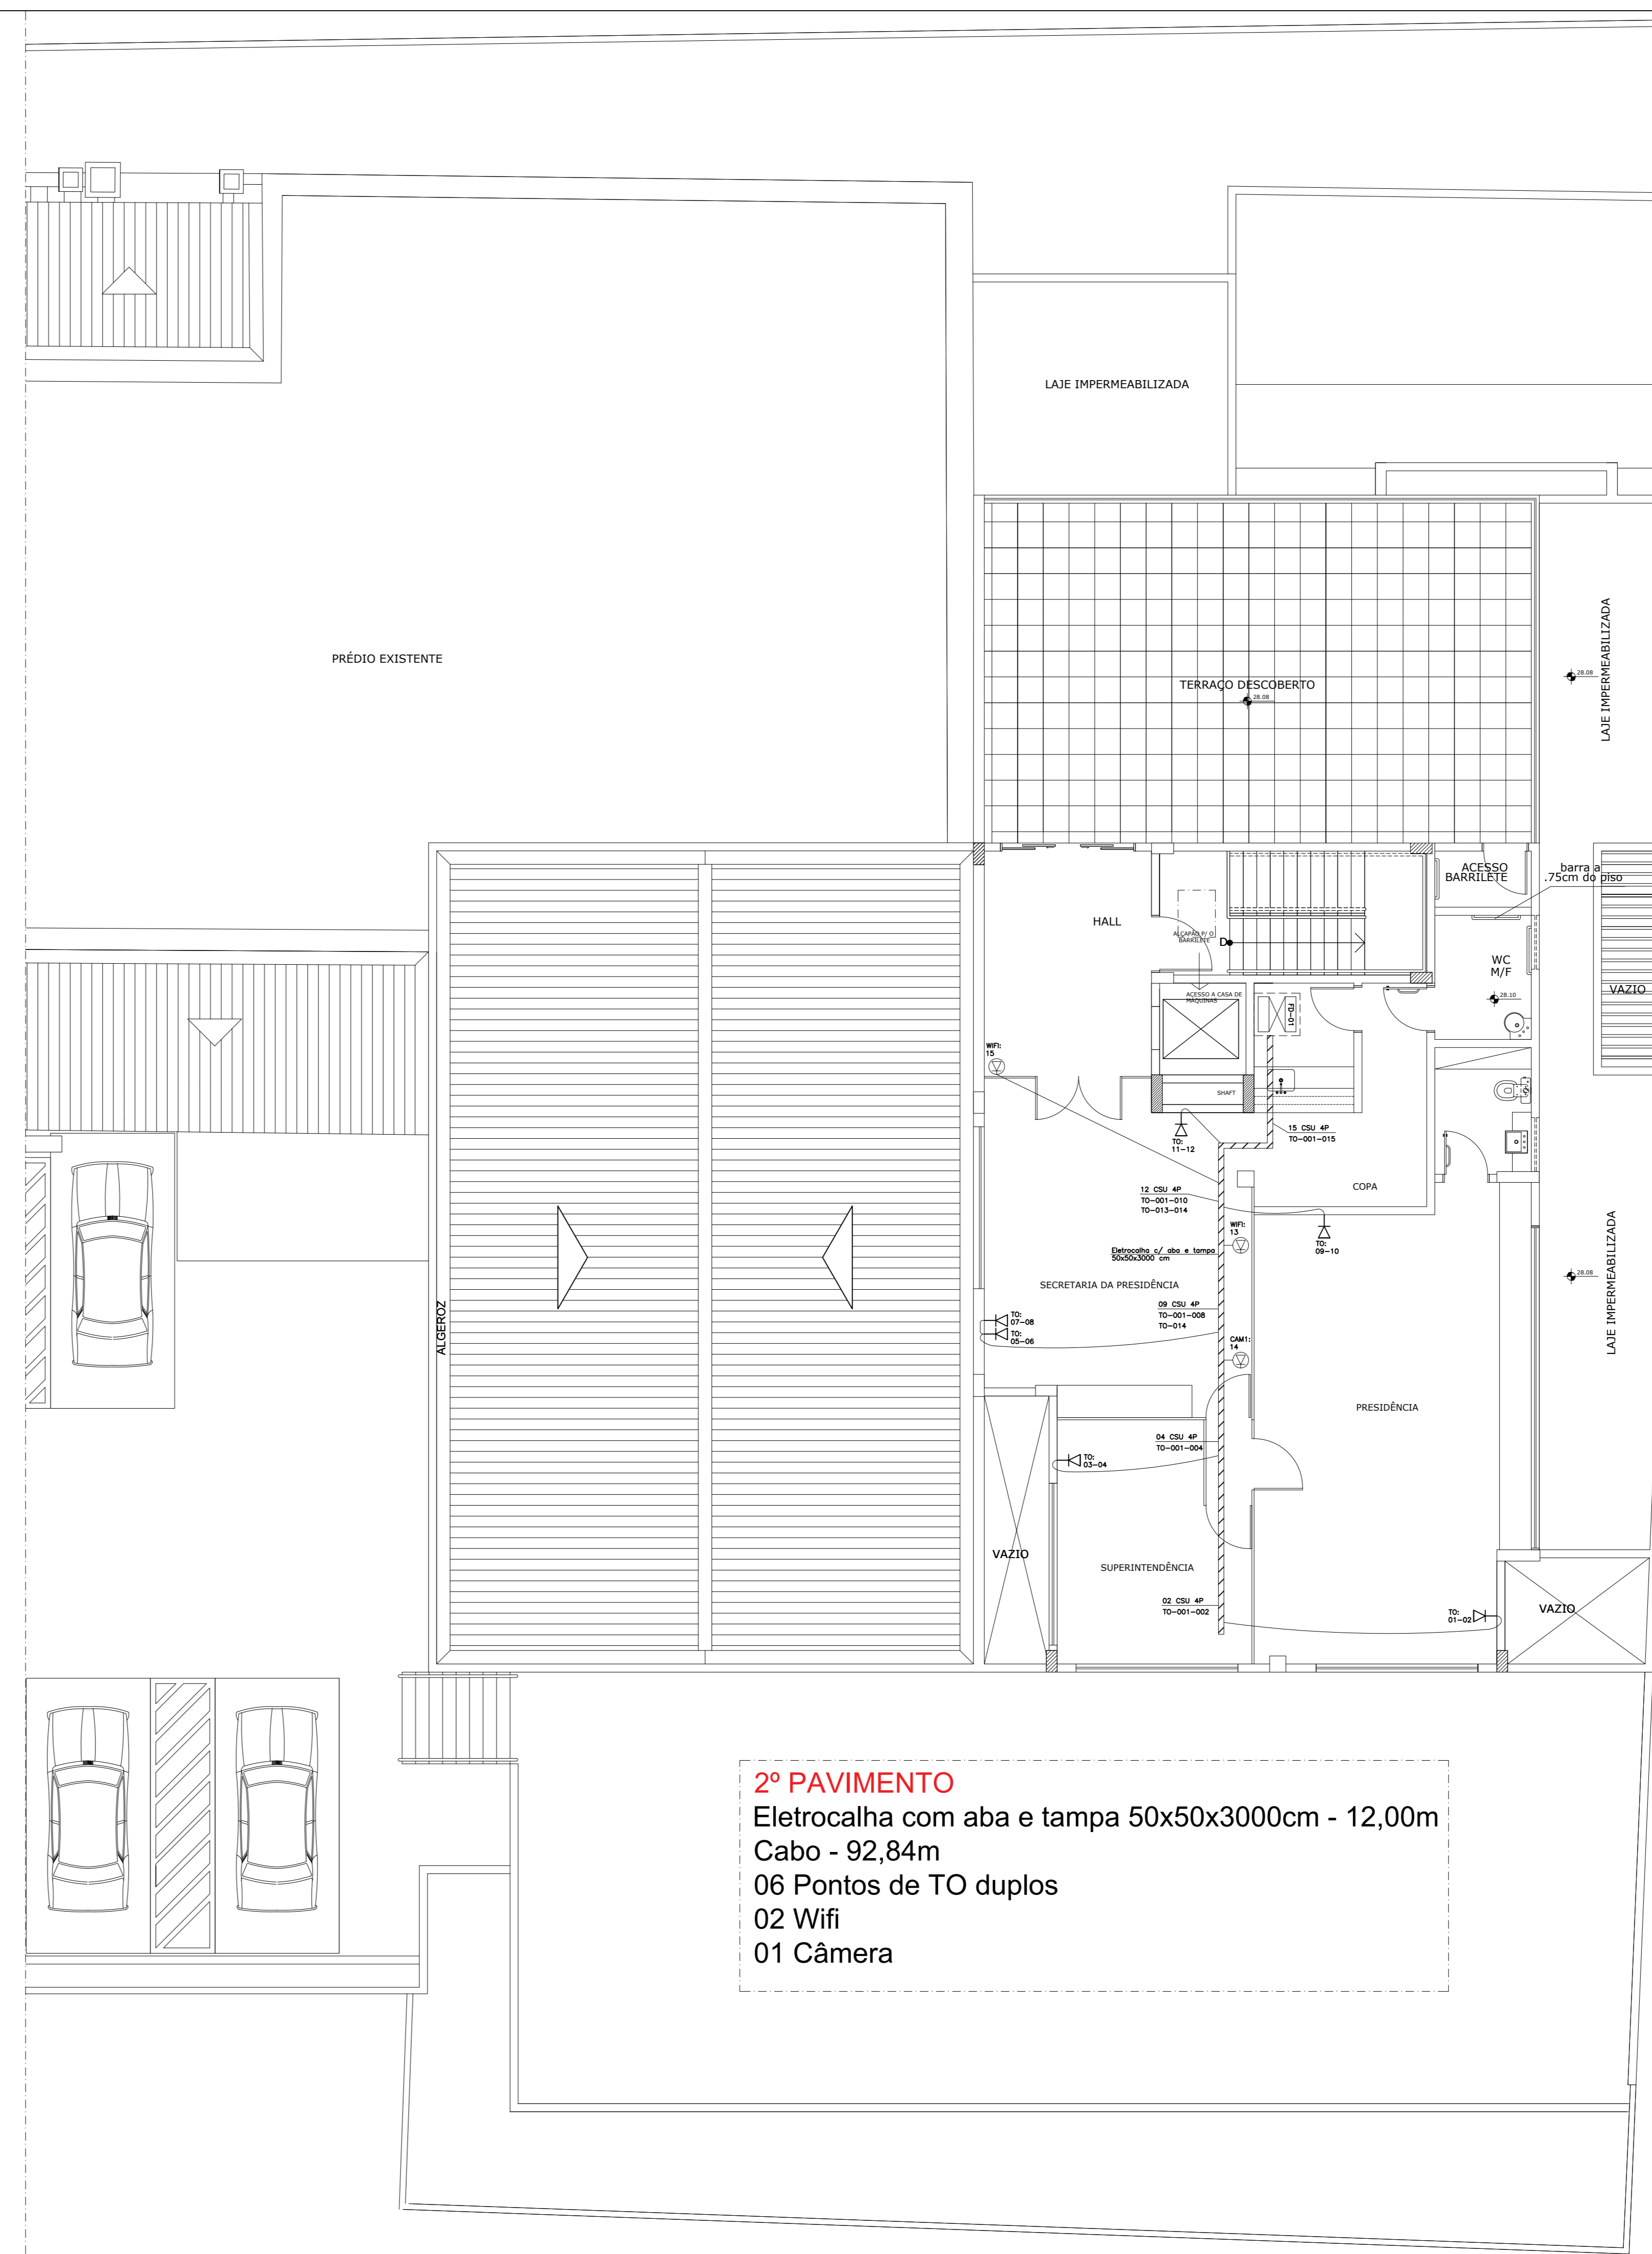 LAJE IMPERMEABILIZADA
PRÉDIO EXISTENTE
TERRAÇO DESCOBERTO
28.08
28.08
LAJE IMPERMEABILIZADA
HALL
ALÇAPÃO P/ O
BARRILETE
D
ACESSO
BARRILETE
barra a
.75cm do piso
WC
M/F
28.10
VAZIO
ACESSO A CASA DE
MÁQUINAS
FD-01
WIFI:
15
SHAFT
TO:
11-12
15 CSU 4P
TO-001-015
12 CSU 4P
TO-001-010
TO-013-014
COPA
WIFI:
13
TO:
09-10
Eletrocalha c/ aba e tampa
50x50x3000 cm
SECRETARIA DA PRESIDÊNCIA
28.08
LAJE IMPERMEABILIZADA
09 CSU 4P
TO-001-008
TO-014
TO:
07-08
TO:
05-06
ALGEROZ
CAM1:
14
PRESIDÊNCIA
04 CSU 4P
TO-001-004
TO:
03-04
VAZIO
SUPERINTENDÊNCIA
02 CSU 4P
TO-001-002
TO:
01-02
VAZIO
2º PAVIMENTO
Eletrocalha com aba e tampa 50x50x3000cm - 12,00m
Cabo - 92,84m
06 Pontos de TO duplos
02 Wifi
01 Câmera